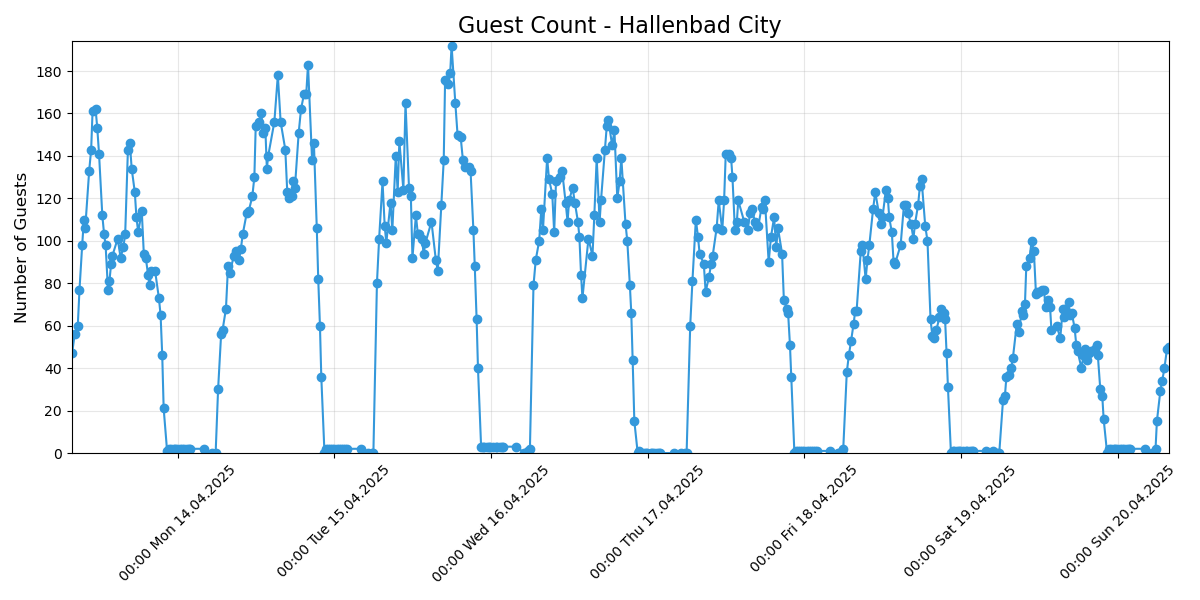 Guest Count - Hallenbad City
Number of Guests
180
160
140
120
100
80
60
40
20
0
00:00 Mon 14.04.2025
00:00 Tue 15.04.2025
00:00 Wed 16.04.2025
00:00 Thu 17.04.2025
00:00 Fri 18.04.2025
00:00 Sat 19.04.2025
00:00 Sun 20.04.2025